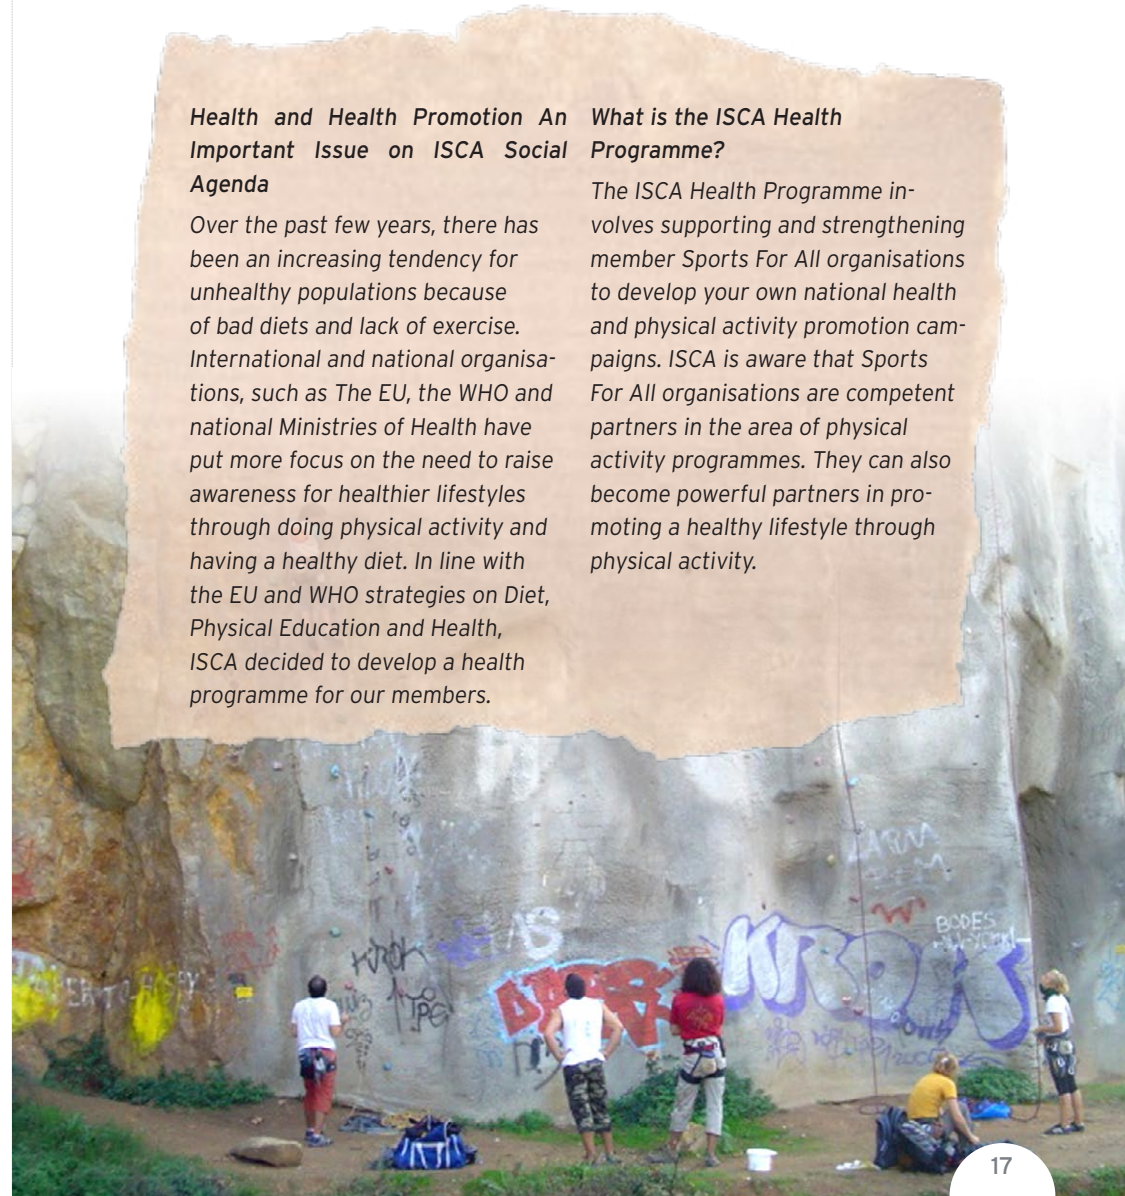 Health and Health Promotion An
Important Issue on ISCA Social
Agenda
Over the past few years, there has
been an increasing tendency for
unhealthy populations because
of bad diets and lack of exercise.
International and national organisa-
tions, such as The EU, the WHO and
national Ministries of Health have
put more focus on the need to raise
awareness for healthier lifestyles
through doing physical activity and
having a healthy diet. In line with
the EU and WHO strategies on Diet,
Physical Education and Health,
ISCA decided to develop a health
programme for our members.
What is the ISCA Health
Programme?
The ISCA Health Programme in-
volves supporting and strengthening
member Sports For All organisations
to develop your own national health
and physical activity promotion cam-
paigns. ISCA is aware that Sports
For All organisations are competent
partners in the area of physical
activity programmes. They can also
become powerful partners in pro-
moting a healthy lifestyle through
physical activity.
AS
BODES
17